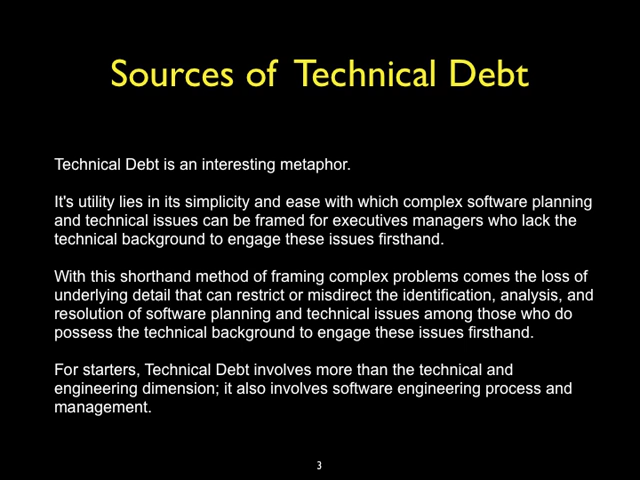 Sources of Technical Debt
Technical Debt is an interesting metaphor.
It's utility lies in its simplicity and ease with which complex software planning
and technical issues can be framed for executives managers who lack the
technical background to engage these issues firsthand.
With this shorthand method of framing complex problems comes the loss of
underlying detail that can restrict or misdirect the identification, analysis, and
resolution of software planning and technical issues among those who do
possess the technical background to engage these issues firsthand.
For starters, Technical Debt involves more than the technical and
engineering dimension; it also involves software engineering process and
management.
3